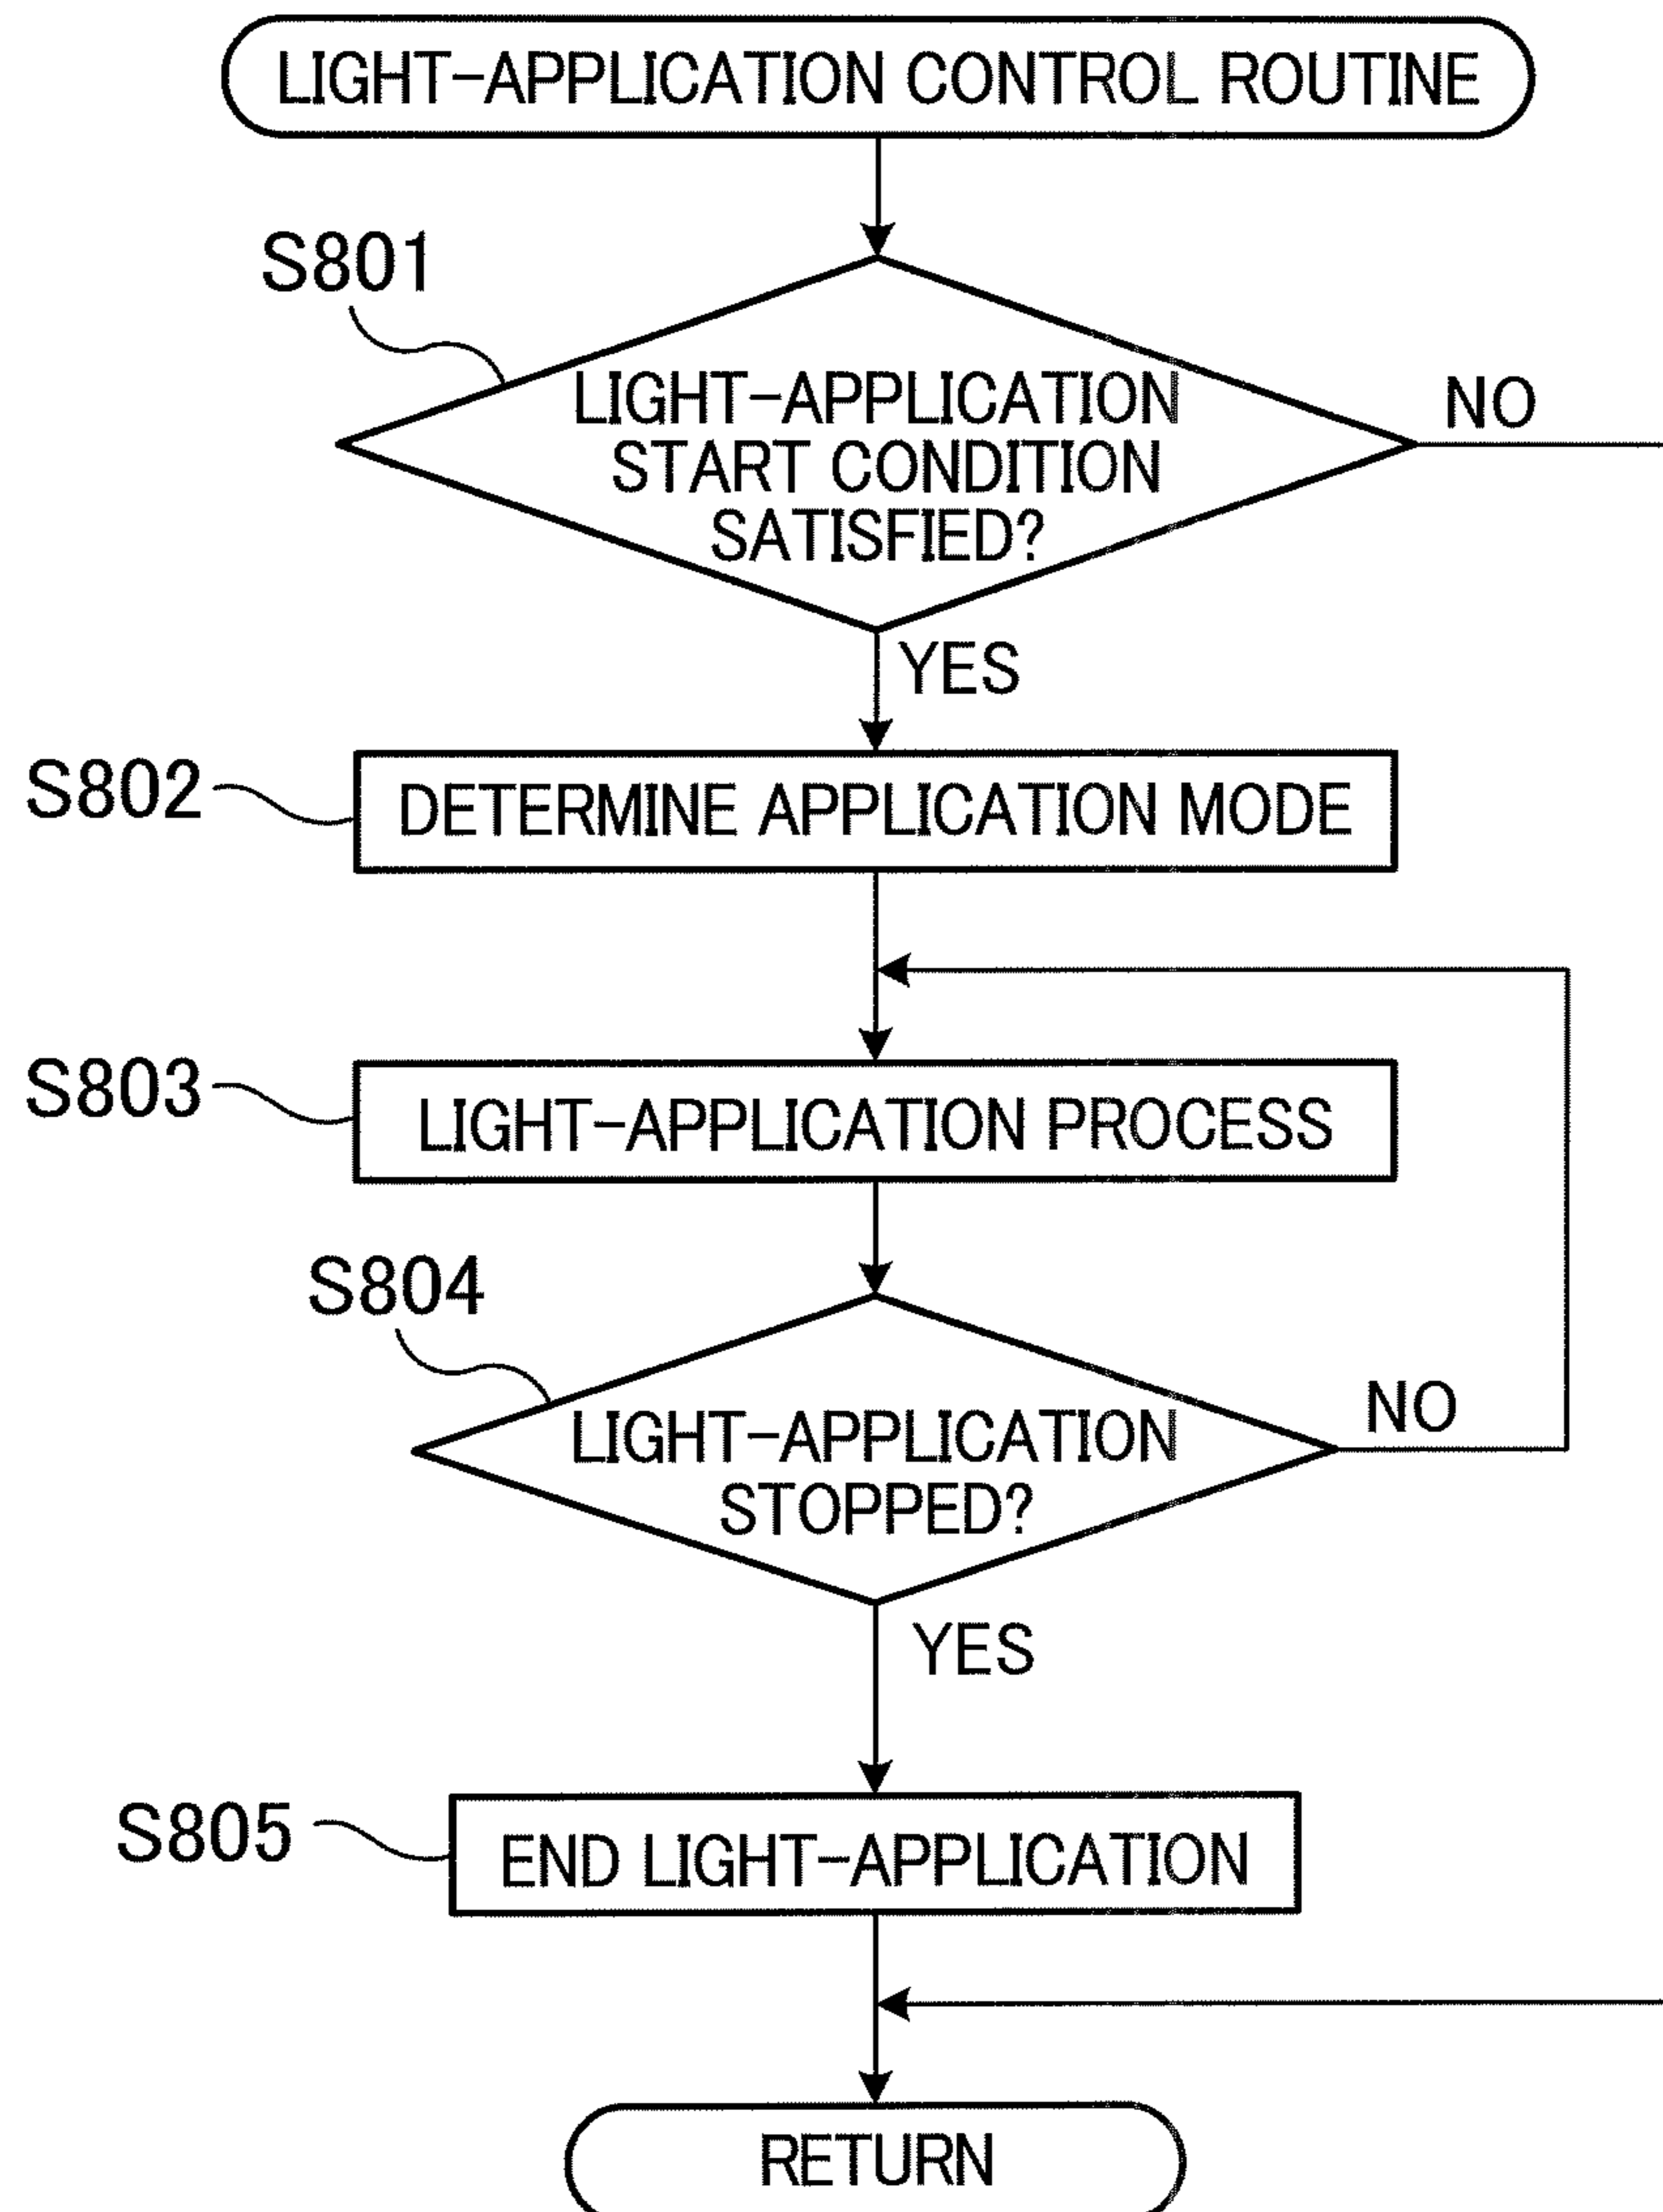 LIGHT-APPLICATION CONTROL ROUTINE
S801
LIGHT-APPLICATION
START CONDITION
SATISFIED?
NO
YES
S802
DETERMINE APPLICATION MODE
S803
LIGHT-APPLICATION PROCESS
S804
LIGHT-APPLICATION
STOPPED?
NO
YES
S805
END LIGHT-APPLICATION
RETURN